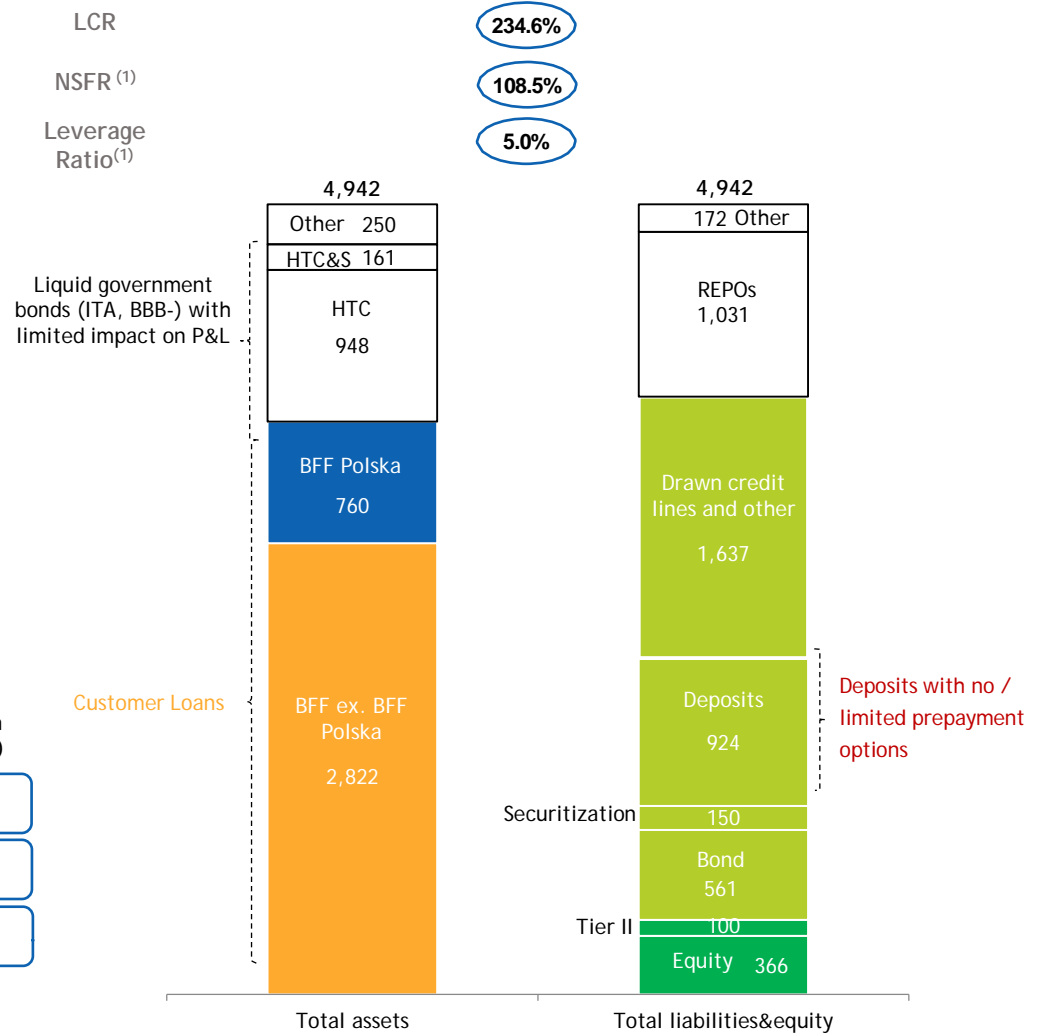 LCR
234.6%
NSFR (1)
108.5%
Leverage
Ratio(1)
5.0%
4,942
Other 250
HTC&S 161
HTC
948
BFF Polska
760
BFF ex. BFF
Polska
2,822
Liquid government
bonds (ITA, BBB-) with
limited impact on P&L
Customer Loans
4,942
172 Other
REPOs
1,031
Drawn credit
lines and other
1,637
Deposits
924
Securitization
150
Bond
561
Tier II
100
Equity 366
Deposits with no /
limited prepayment
options
Total assets
Total liabilities&equity